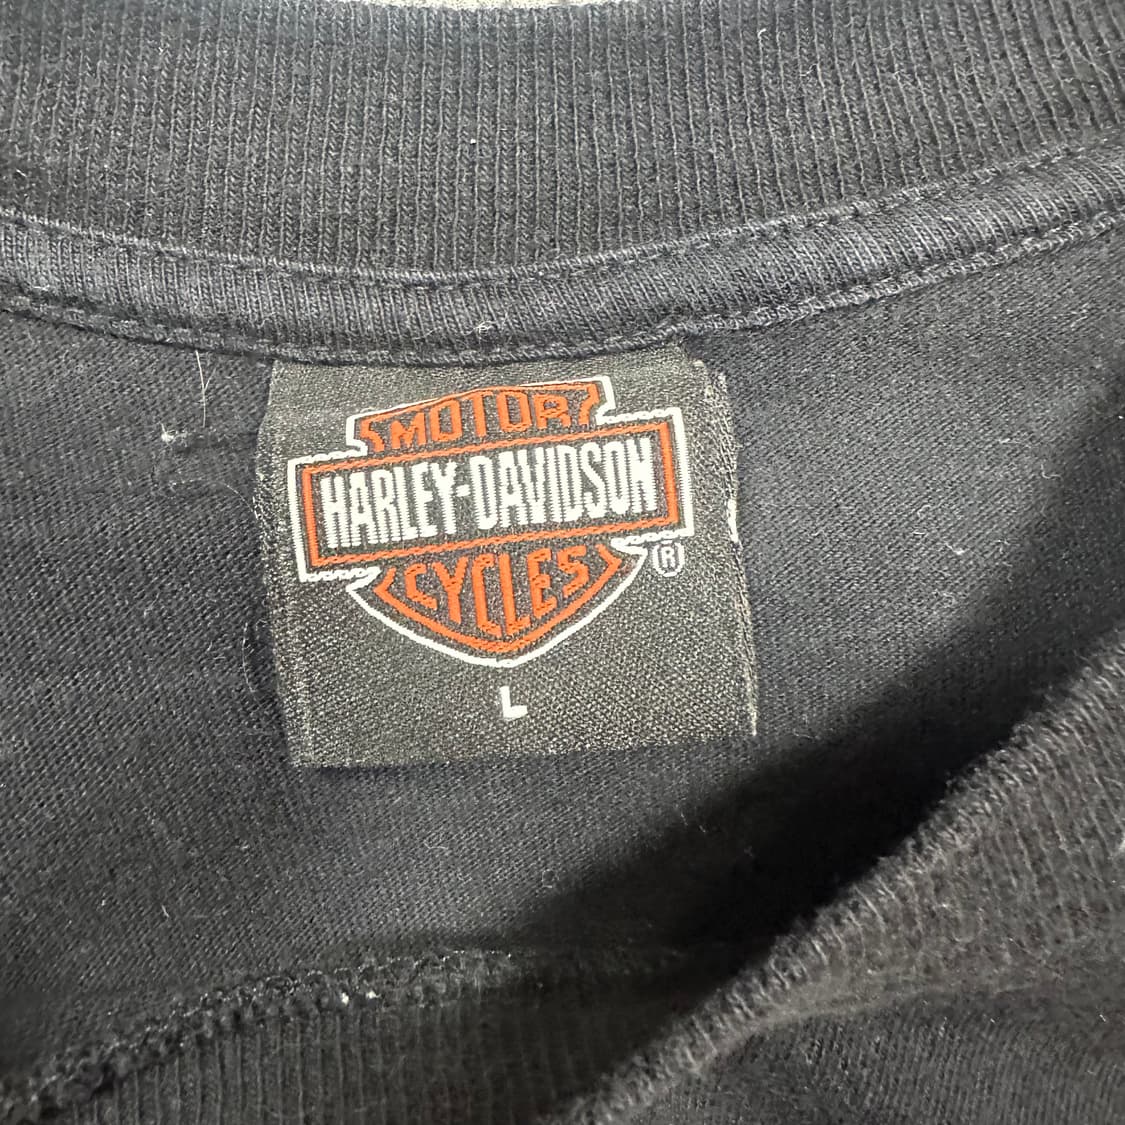 MOTOR
HARLEY-DAVIDSON
CYCLES
®
L